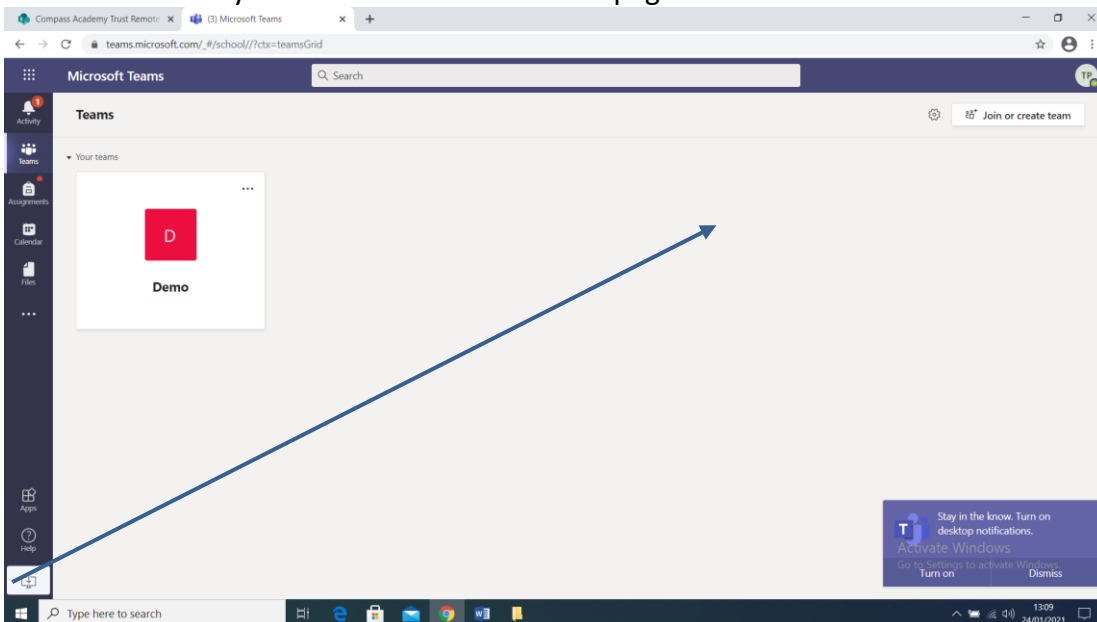 Compass Academy Trust Remote
(3) Microsoft Teams
teams.microsoft.com/_#/school//?ctx=teamsGrid
Microsoft Teams
Search
TP
1
Activity
Teams
Join or create team
Teams
Your teams
Assignments
D
Calendar
Files
Demo
Apps
Stay in the know. Turn on
desktop notifications.
T
Help
Activate Windows
Go to Settings to activate Windows.
Turn on
Dismiss
Type here to search
13:09
24/01/2021